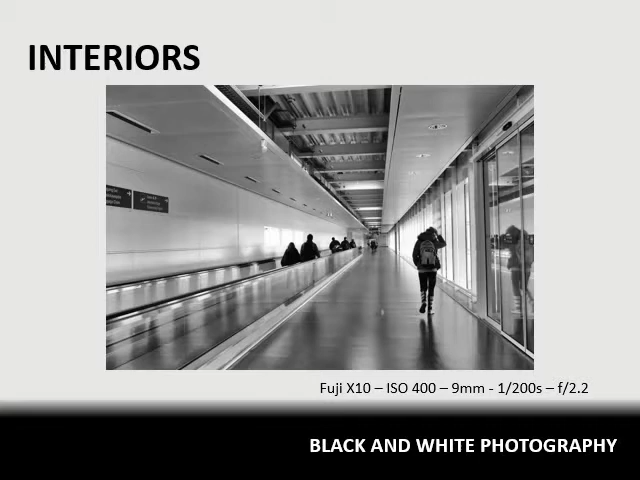 INTERIORS
Fuji X10 – ISO 400 – 9mm - 1/200s – f/2.2
BLACK AND WHITE PHOTOGRAPHY